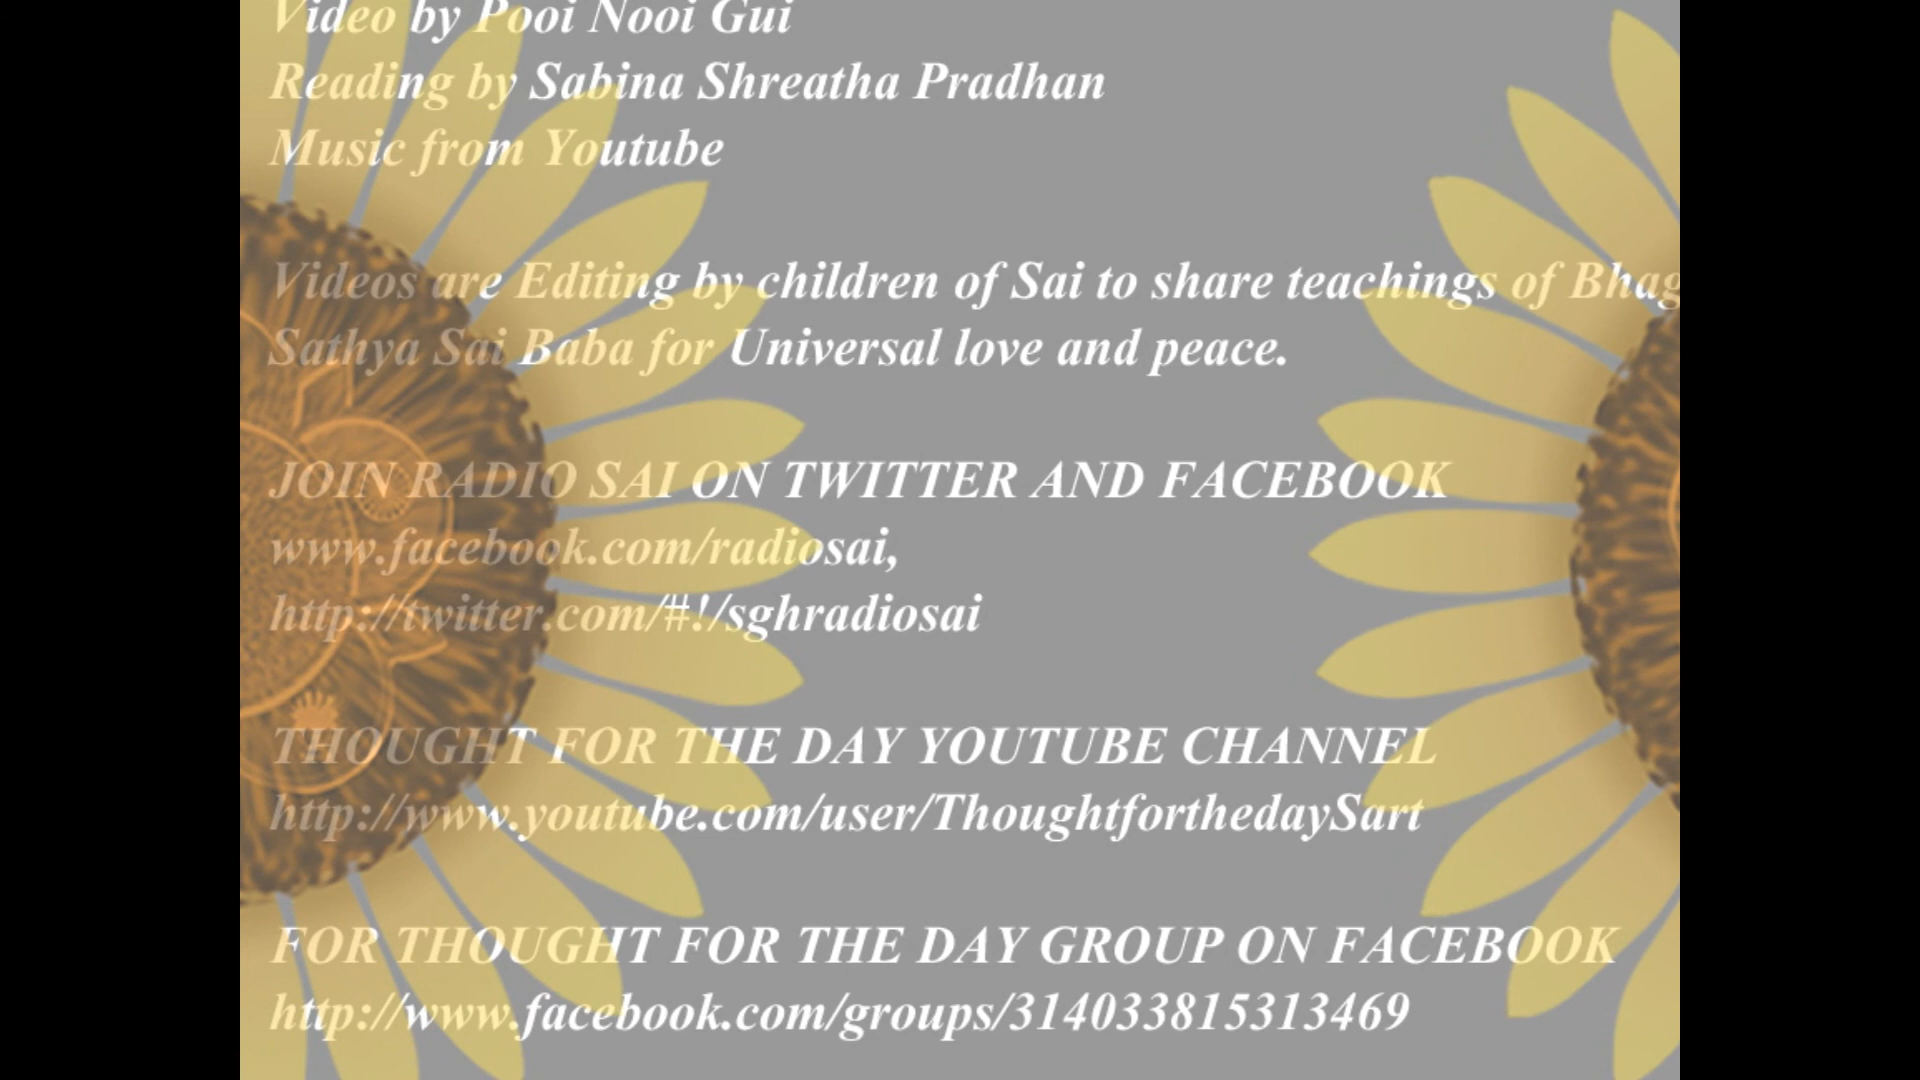 Video by Pooi Nooi Gui
Reading by Sabina Shreatha Pradhan
Music from Youtube
Videos are Editing by children of Sai to share teachings of Bhag
Sathya Sai Baba for Universal love and peace.
JOIN RADIO SAI ON TWITTER AND FACEBOOK
www.facebook.com/radiosai,
http://twitter.com/#!/sghradiosai
THOUGHT FOR THE DAY YOUTUBE CHANNEL
http://www.youtube.com/user/ThoughtforthedaySart
FOR THOUGHT FOR THE DAY GROUP ON FACEBOOK
http://www.facebook.com/groups/314033815313469